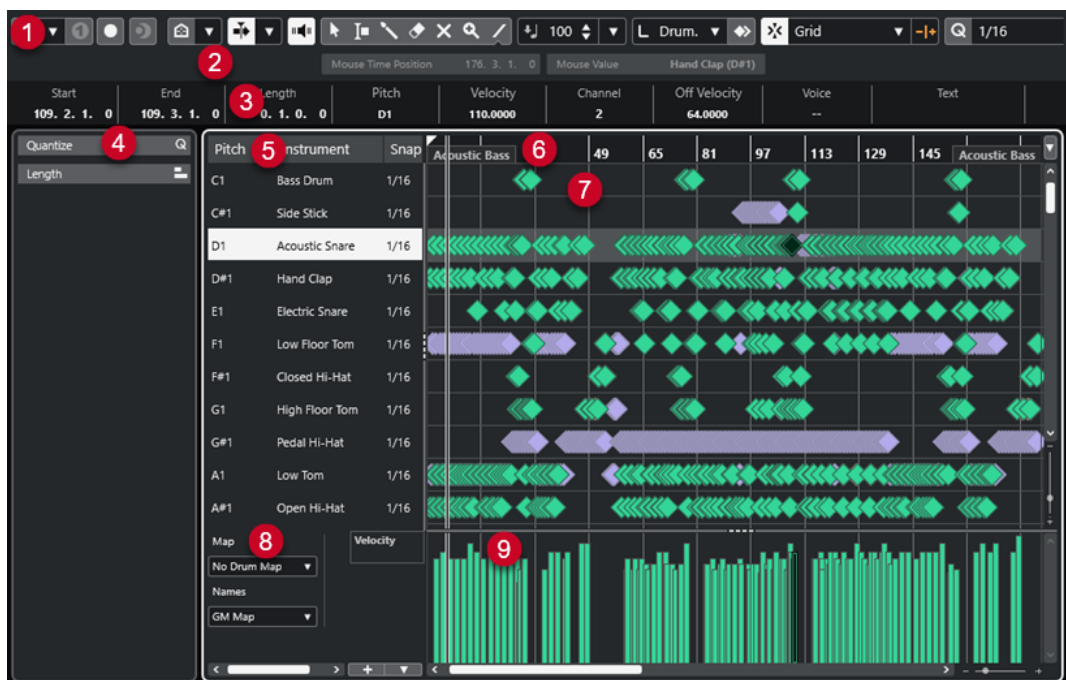 1 1 100 L Drum. Grid Q 1/16
2 Mouse Time Position 176. 3. 1. 0 Mouse Value Hand Clap (D#1)
Start End Length Pitch Velocity Channel Off Velocity Voice Text
109. 2. 1. 0 109. 3. 1. 0 3 0. 1. 0. 0 D1 110.0000 2 64.0000 --
Quantize 4 Q
Length
Pitch 5 Instrument Snap
Acoustic Bass 6 49 65 81 97 113 129 145 Acoustic Bass
7
C1 Bass Drum 1/16
C#1 Side Stick 1/16
D1 Acoustic Snare 1/16
D#1 Hand Clap 1/16
E1 Electric Snare 1/16
F1 Low Floor Tom 1/16
F#1 Closed Hi-Hat 1/16
G1 High Floor Tom 1/16
G#1 Pedal Hi-Hat 1/16
A1 Low Tom 1/16
A#1 Open Hi-Hat 1/16
Map 8 Velocity 9
No Drum Map
Names
GM Map